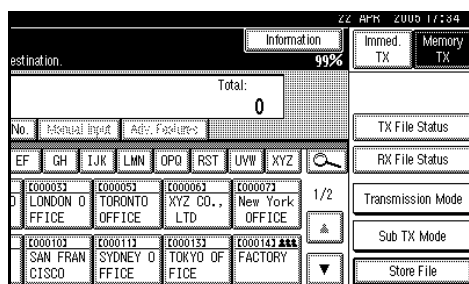 22 APR 2005 17:34
Information
Immed. TX
Memory TX
estination.
99%
Total:
0
No.
Manual Input
Adv. Features
TX File Status
EF
GH
IJK
LMN
OPQ
RST
UVW
XYZ
RX File Status
[00003]
LONDON O
FFICE
[00005]
TORONTO
OFFICE
[00006]
XYZ CO.,
LTD
[00007]
New York
OFFICE
1/2
Transmission Mode
[00010]
SAN FRAN
CISCO
[00011]
SYDNEY O
FFICE
[00013]
TOKYO OF
FICE
[00014]
FACTORY
Sub TX Mode
Store File